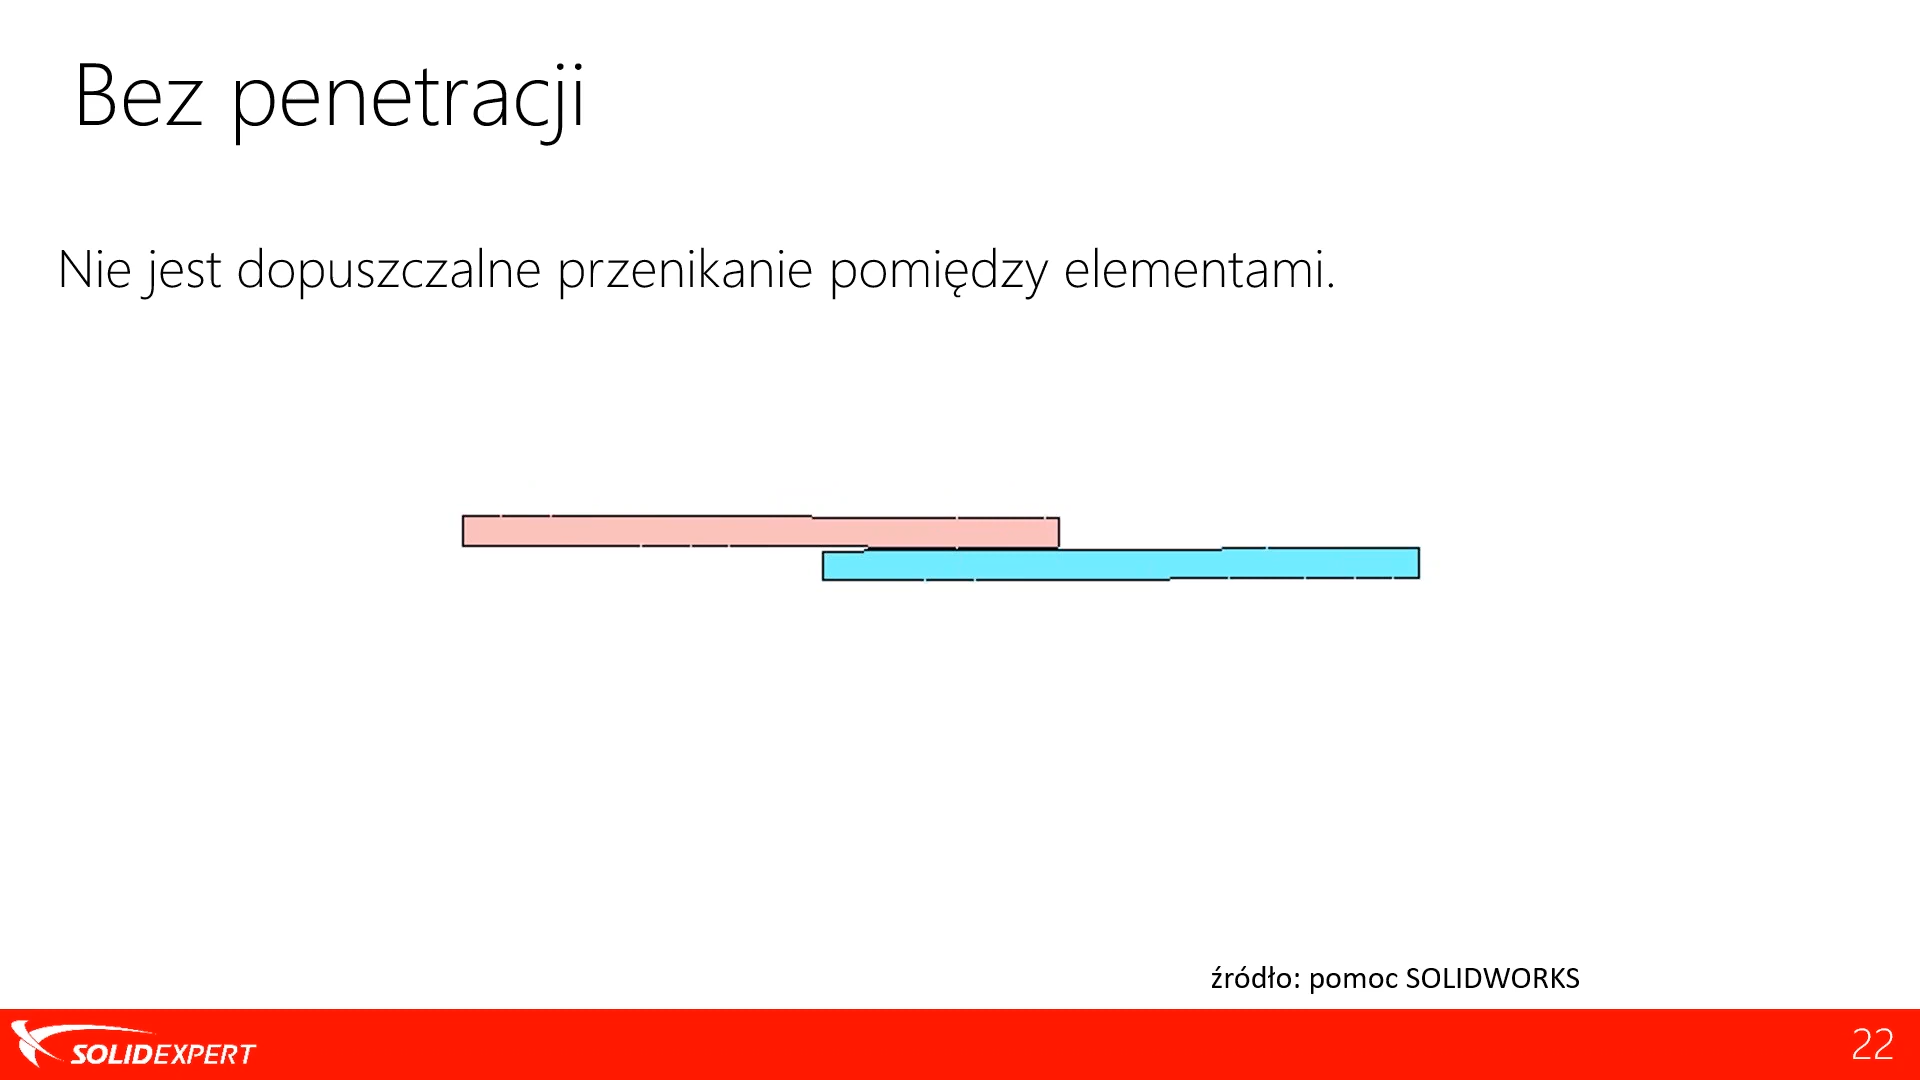 Bez penetracji
Nie jest dopuszczalne przenikanie pomiędzy elementami.
źródło: pomoc SOLIDWORKS
SOLIDEXPERT
22